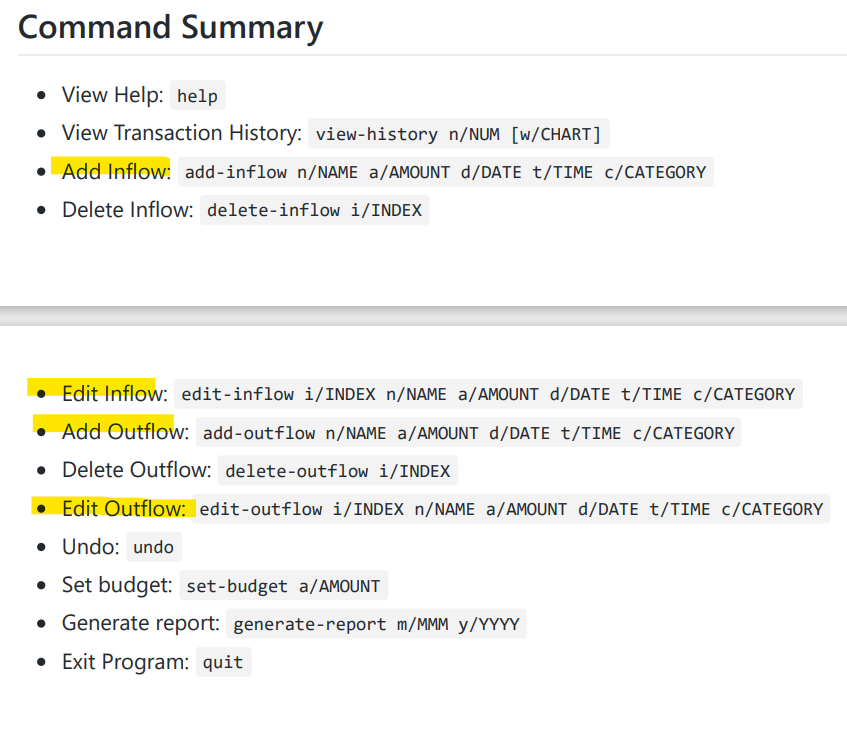 Command Summary
View Help: help
View Transaction History: view-history n/NUM [w/CHART]
Add Inflow: add-inflow n/NAME a/AMOUNT d/DATE t/TIME c/CATEGORY
Delete Inflow: delete-inflow i/INDEX
Edit Inflow: edit-inflow i/INDEX n/NAME a/AMOUNT d/DATE t/TIME c/CATEGORY
Add Outflow: add-outflow n/NAME a/AMOUNT d/DATE t/TIME c/CATEGORY
Delete Outflow: delete-outflow i/INDEX
Edit Outflow: edit-outflow i/INDEX n/NAME a/AMOUNT d/DATE t/TIME c/CATEGORY
Undo: undo
Set budget: set-budget a/AMOUNT
Generate report: generate-report m/MMM y/YYYY
Exit Program: quit